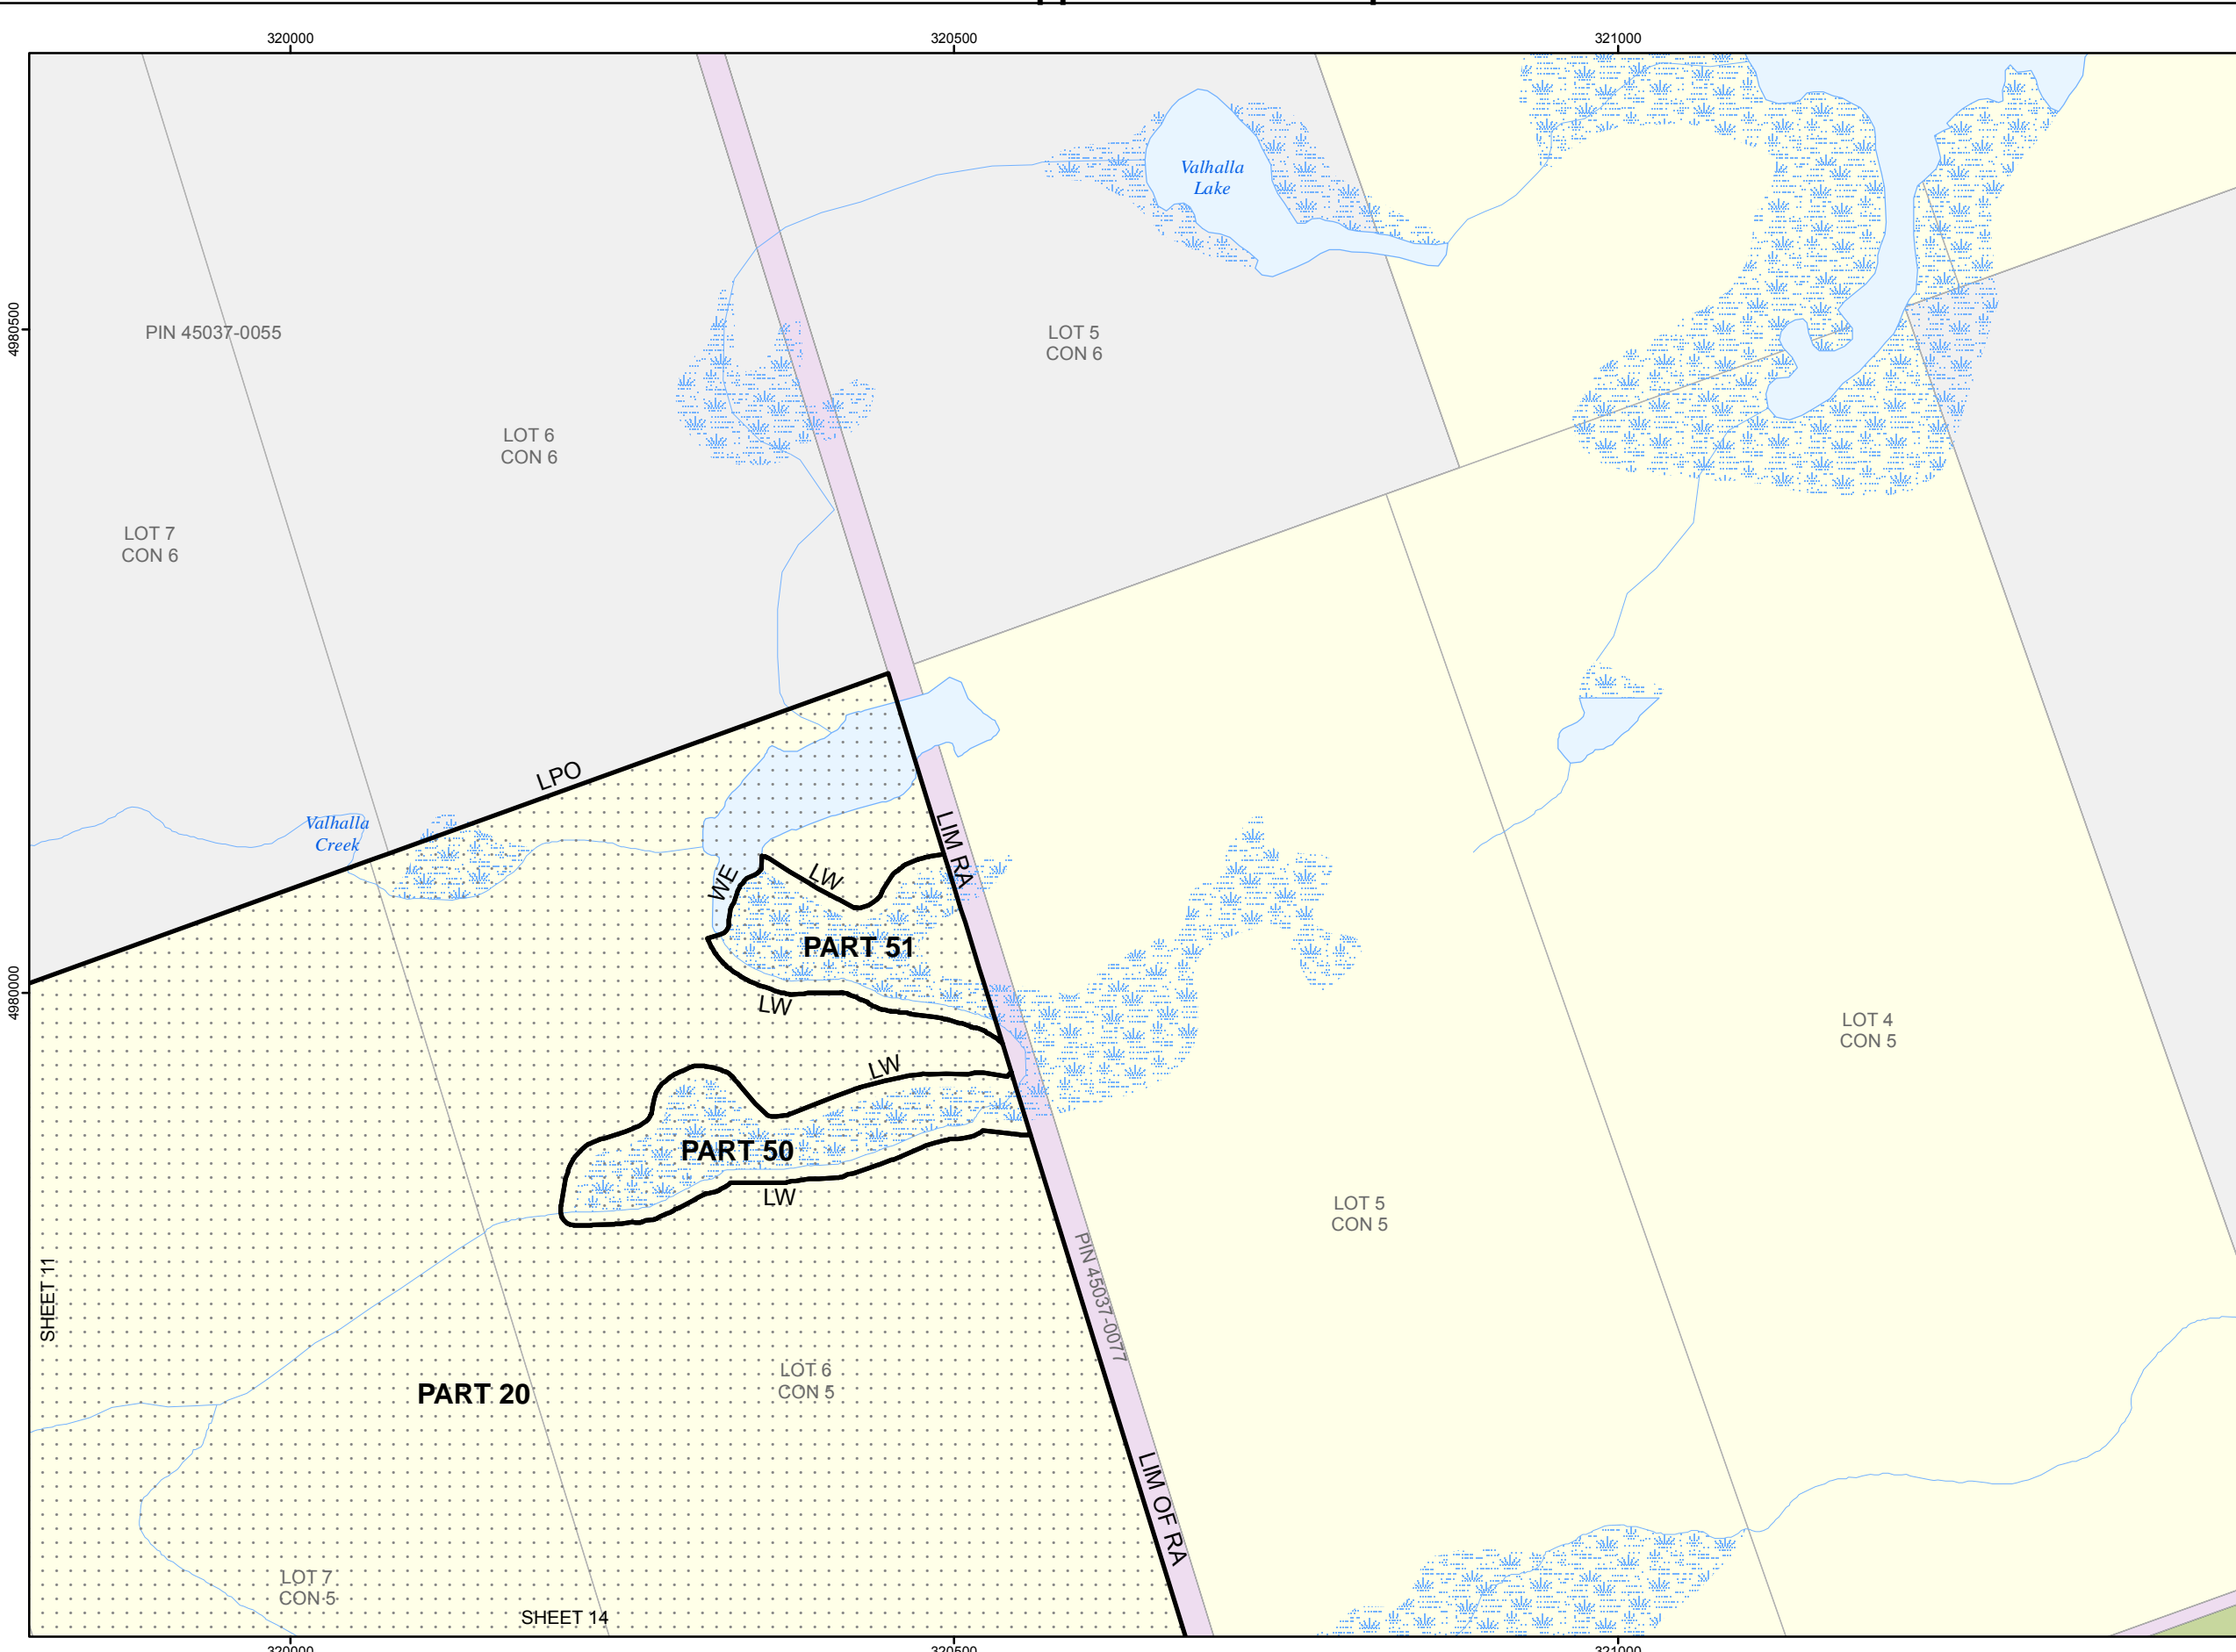 320000
320500
321000
4980500
4980000
Valhalla
Lake
PIN 45037-0055
LOT 5
CON 6
LOT 6
CON 6
LOT 7
CON 6
LPO
Valhalla
Creek
LIM RA
WE
LW
PART 51
LW
LW
PART 50
LW
LOT 4
CON 5
LOT 5
CON 5
PIN 45037-0077
SHEET 11
LOT 6
CON 5
PART 20
LIM OF RA
LOT 7
CON 5
SHEET 14
320000
320500
321000